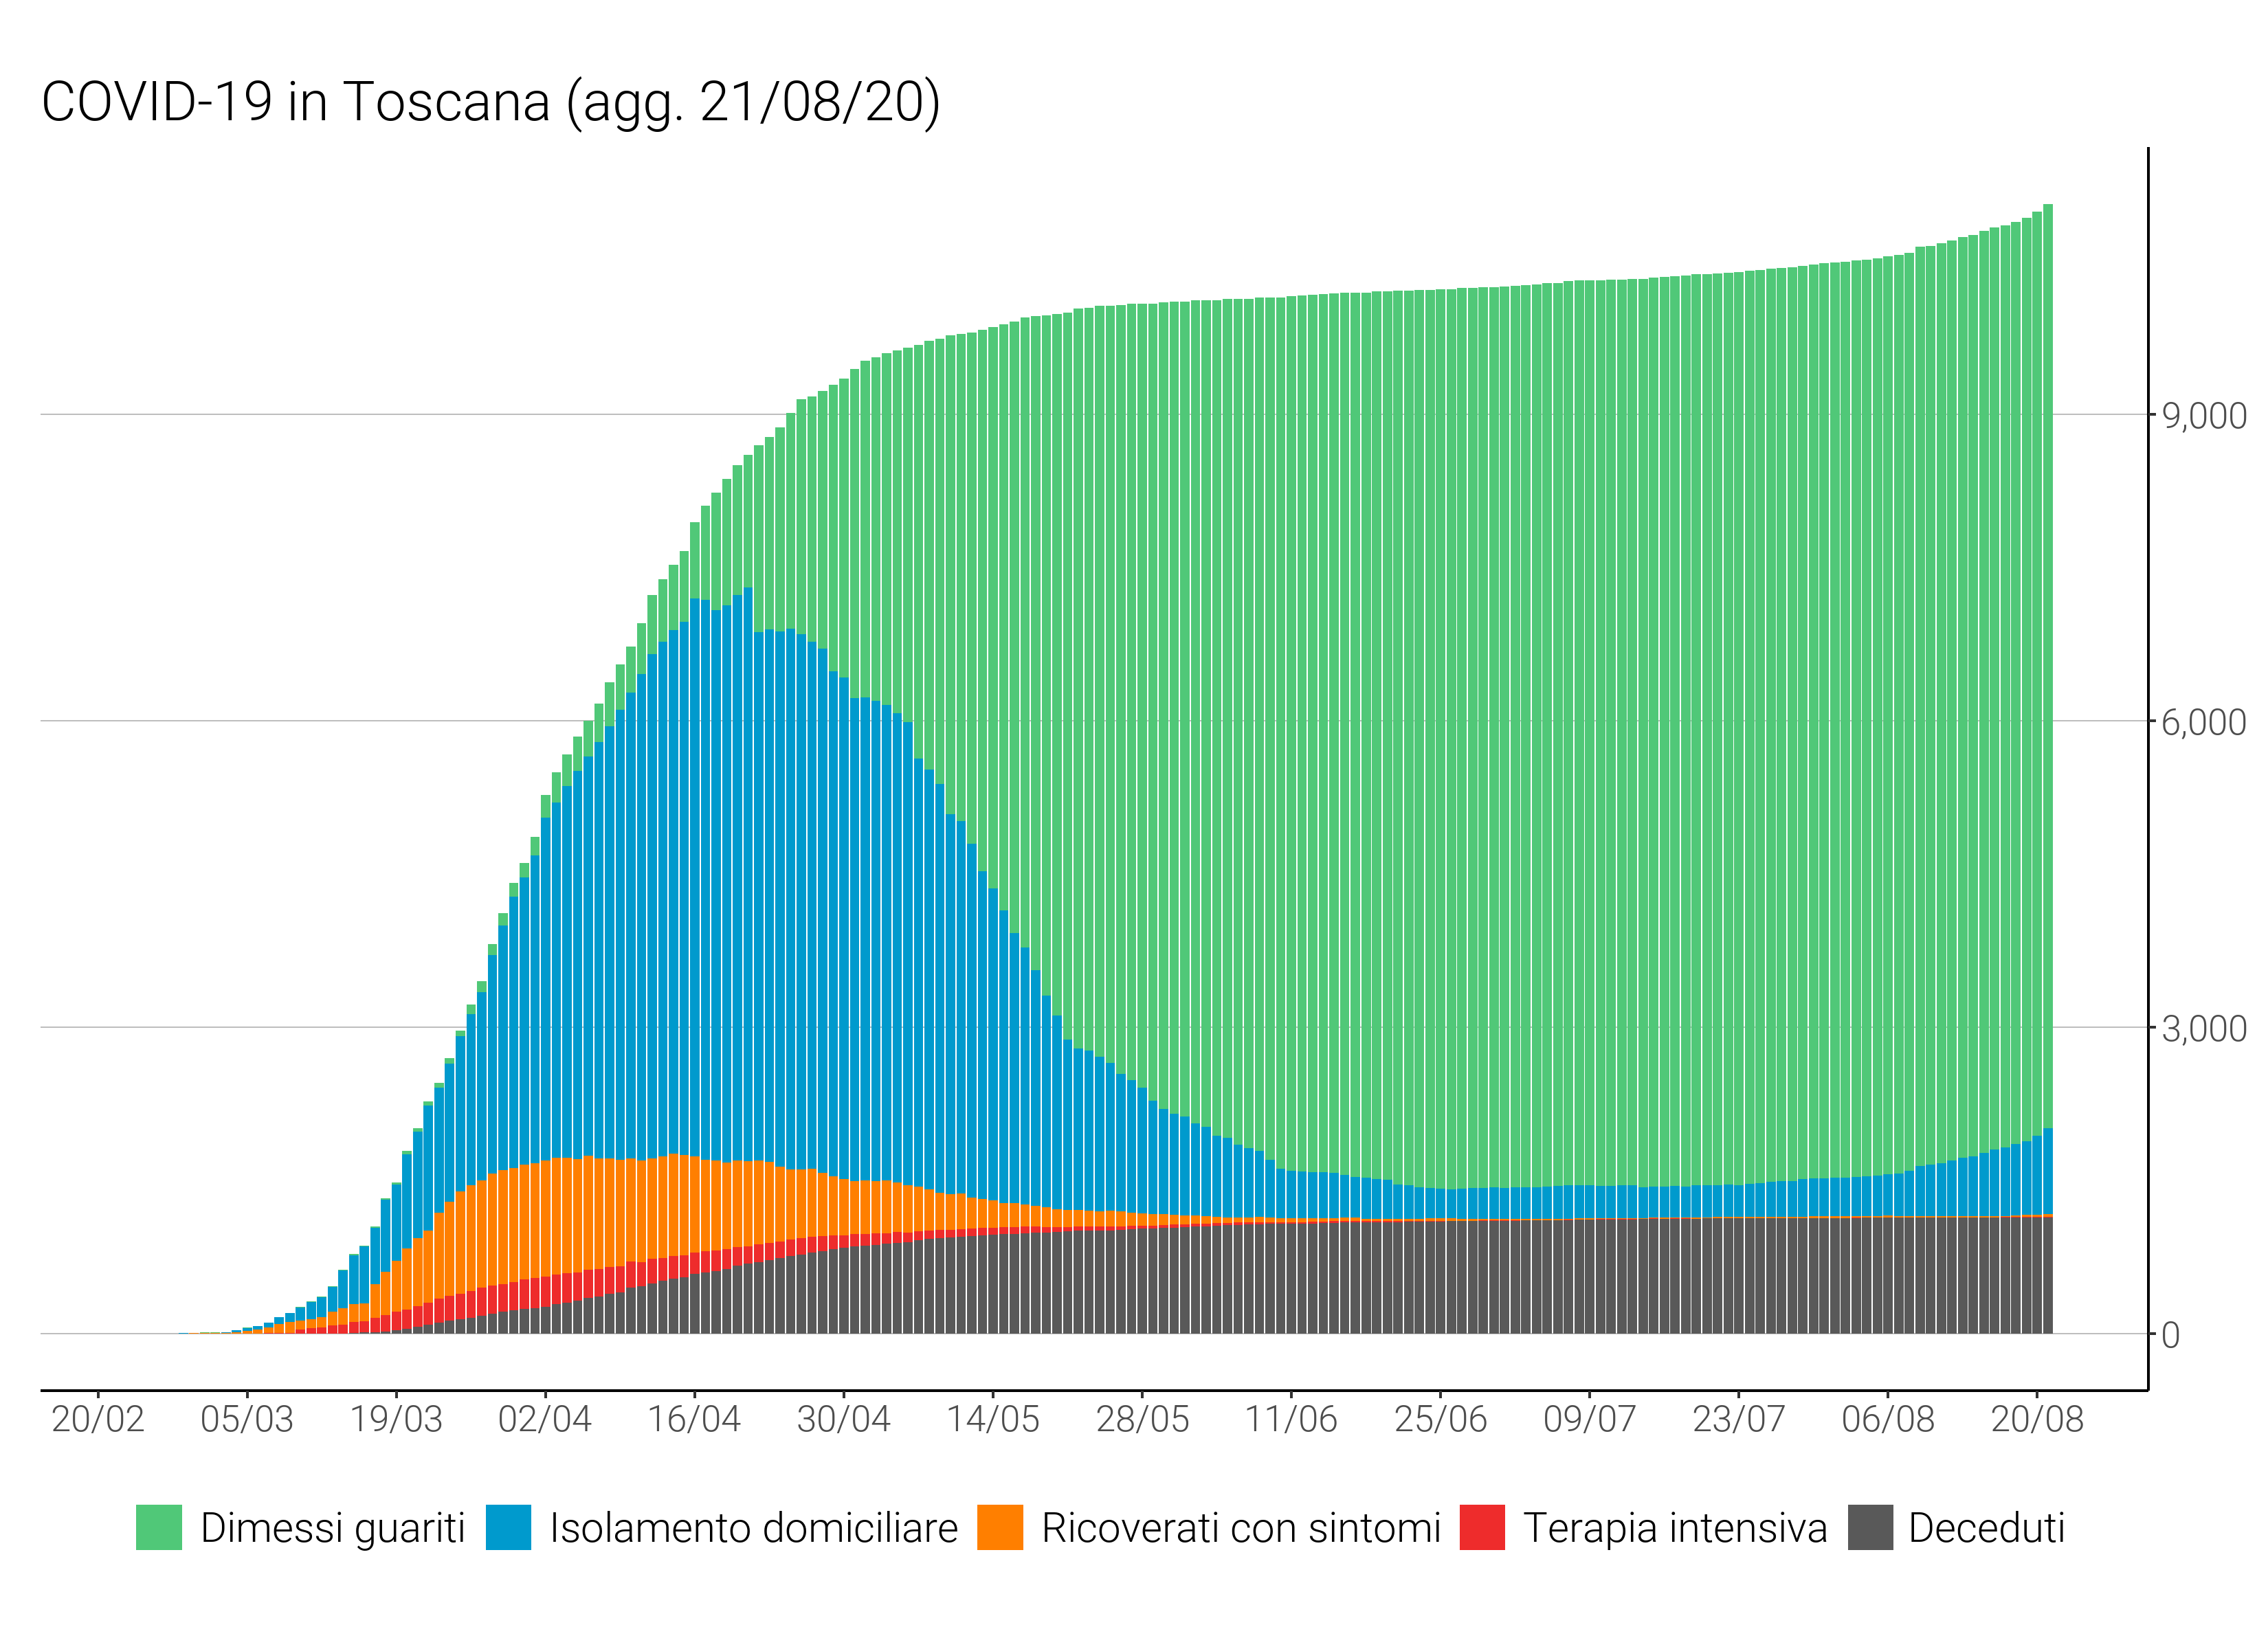 COVID-19 in Toscana (agg. 21/08/20)
9,000
6,000
3,000
0
20/02 05/03 19/03 02/04 16/04 30/04 14/05 28/05 11/06 25/06 09/07 23/07 06/08 20/08
Dimessi guariti Isolamento domiciliare Ricoverati con sintomi Terapia intensiva Deceduti